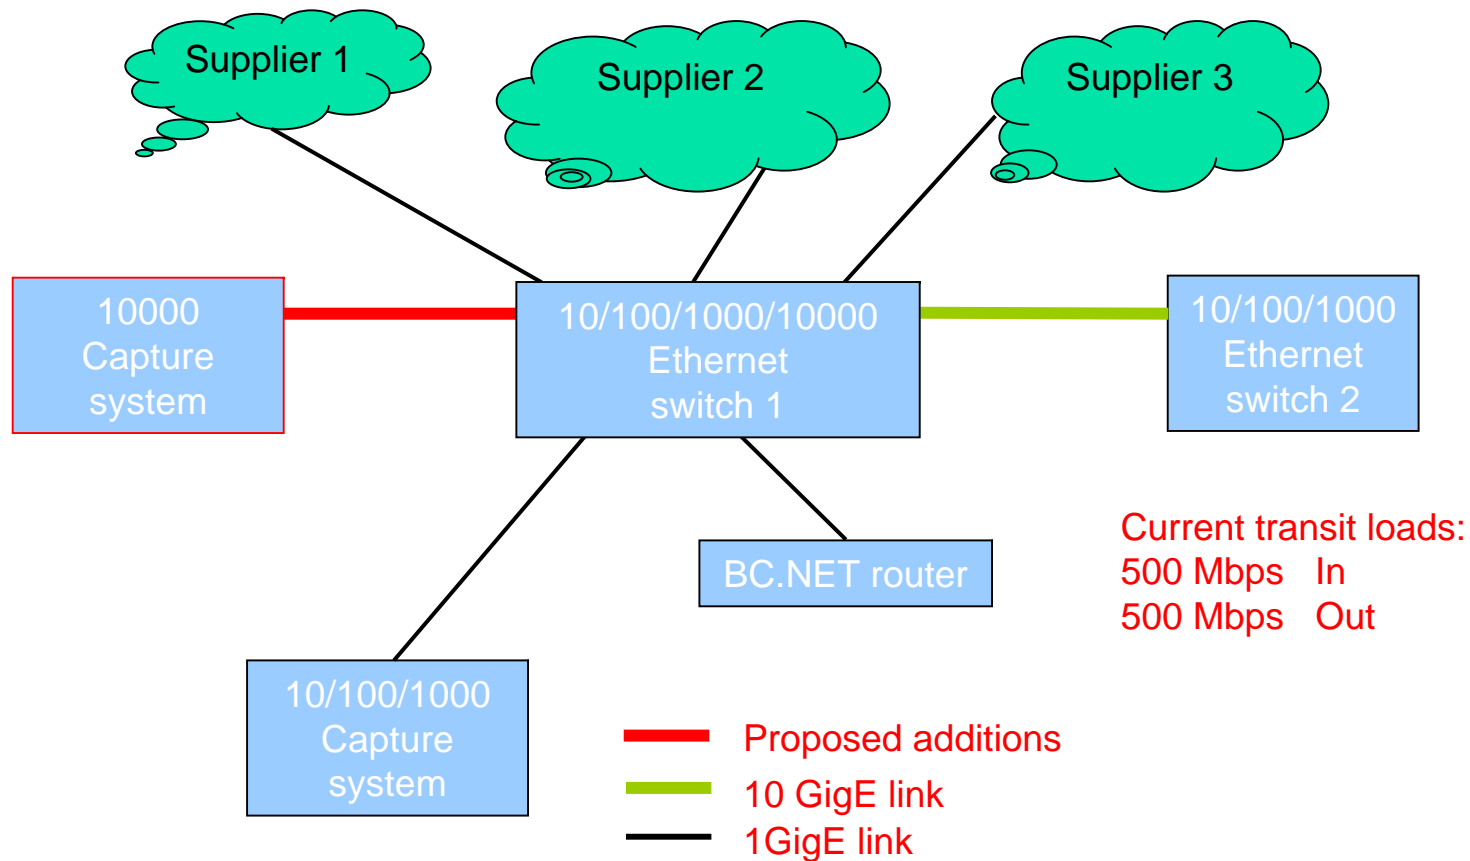 Supplier 1
Supplier 2
Supplier 3
10000
Capture
system
10/100/1000/10000
Ethernet
switch 1
10/100/1000
Ethernet
switch 2
BC.NET router
Current transit loads:
500 Mbps In
500 Mbps Out
10/100/1000
Capture
system
Proposed additions
10 GigE link
1GigE link